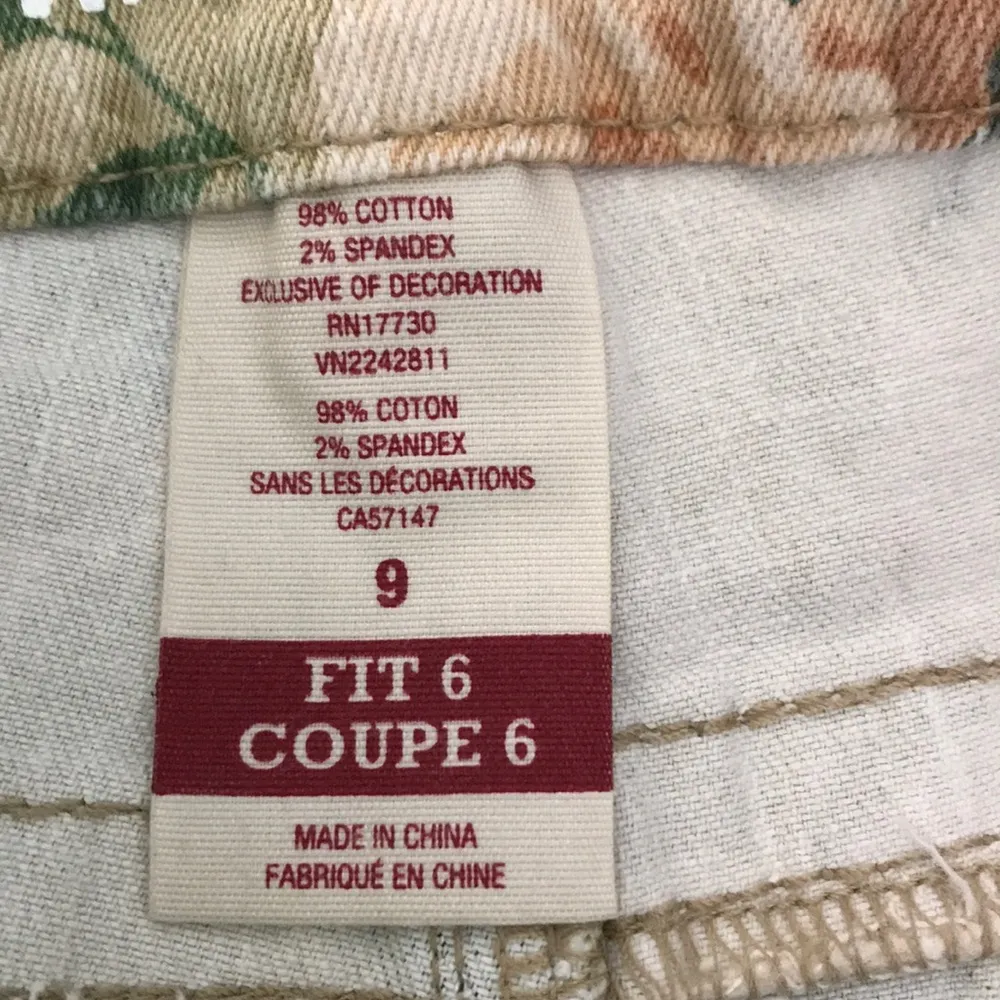 98% COTTON
2% SPANDEX
EXCLUSIVE OF DECORATION
RN17730
VN2242811
98% COTON
2% SPANDEX
SANS LES DÉCORATIONS
CA57147
9
FIT 6
COUPE 6
MADE IN CHINA
FABRIQUÉ EN CHINE